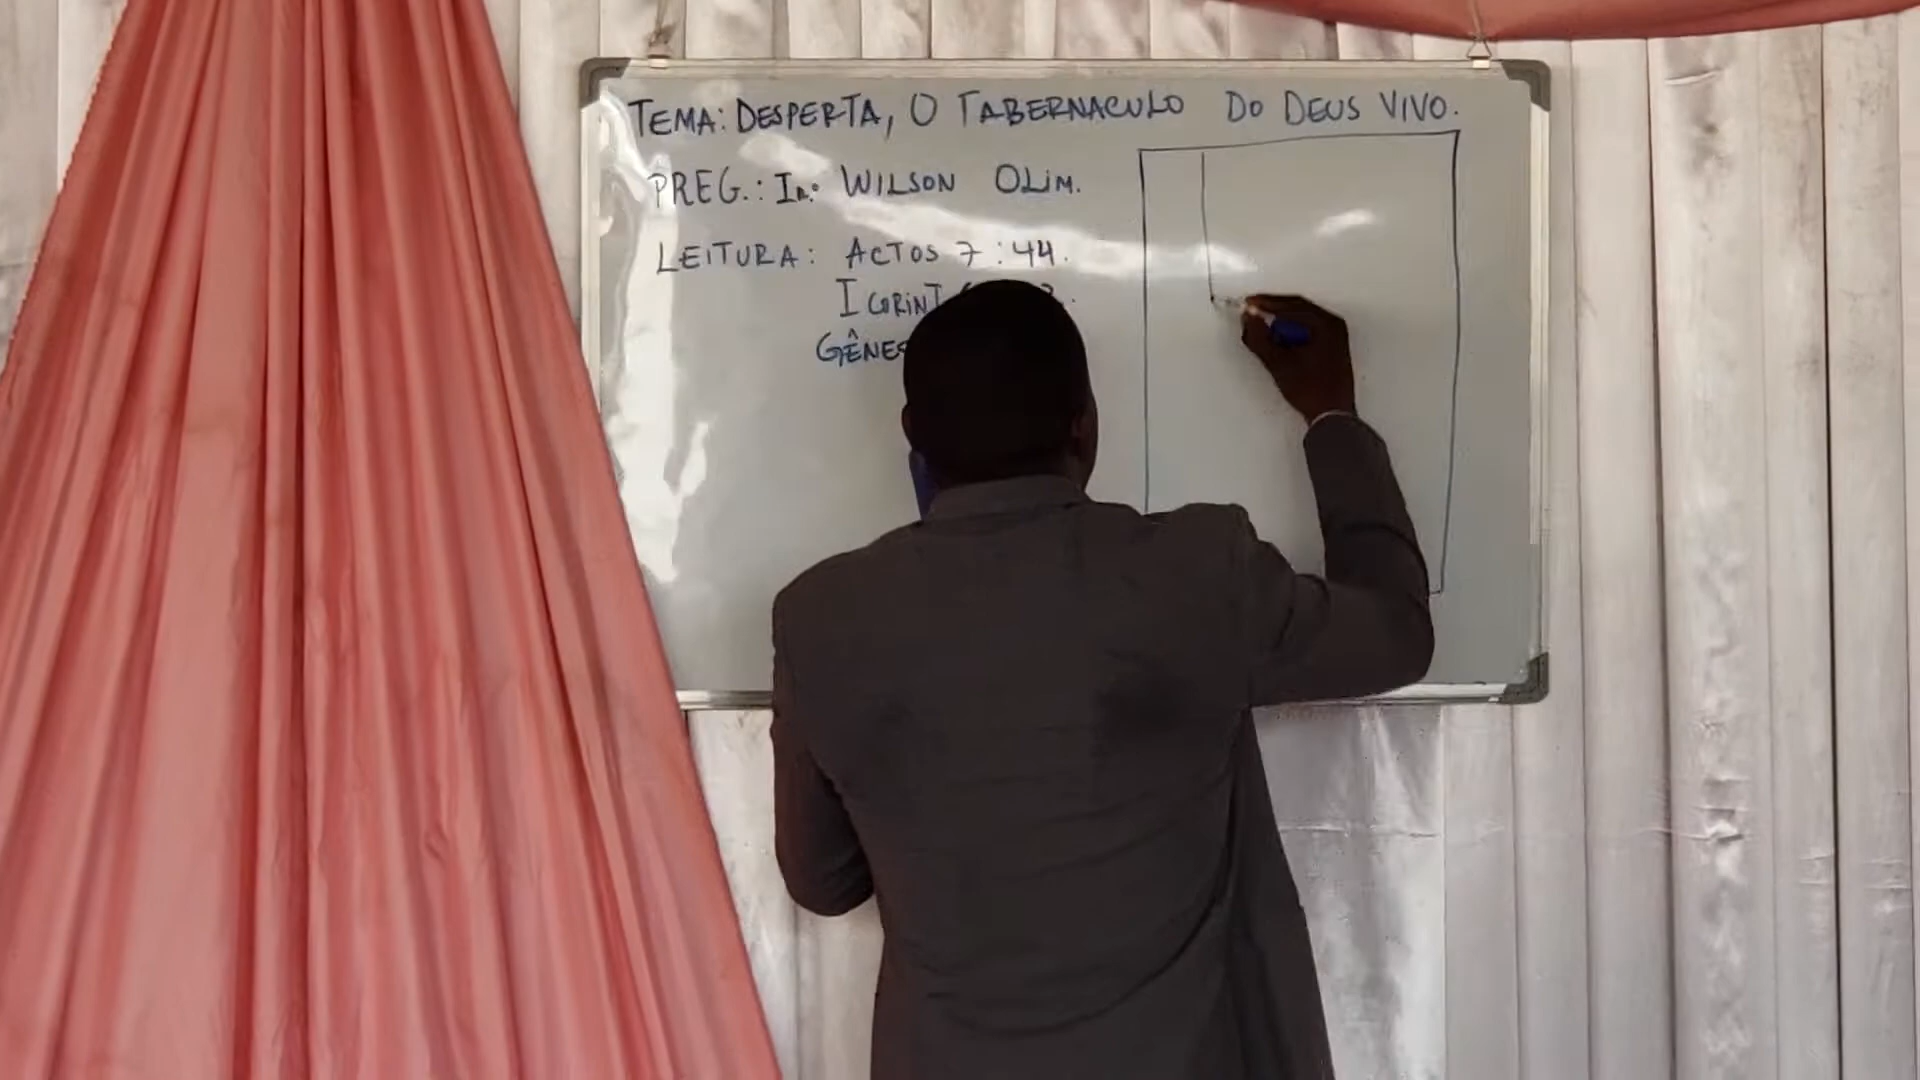 TEMA: DESPERTA, O TABERNACULO DO DEUS VIVO.
PREG.: Ir: WILSON OLIM.
LEITURA: ACTOS 7:44.
I